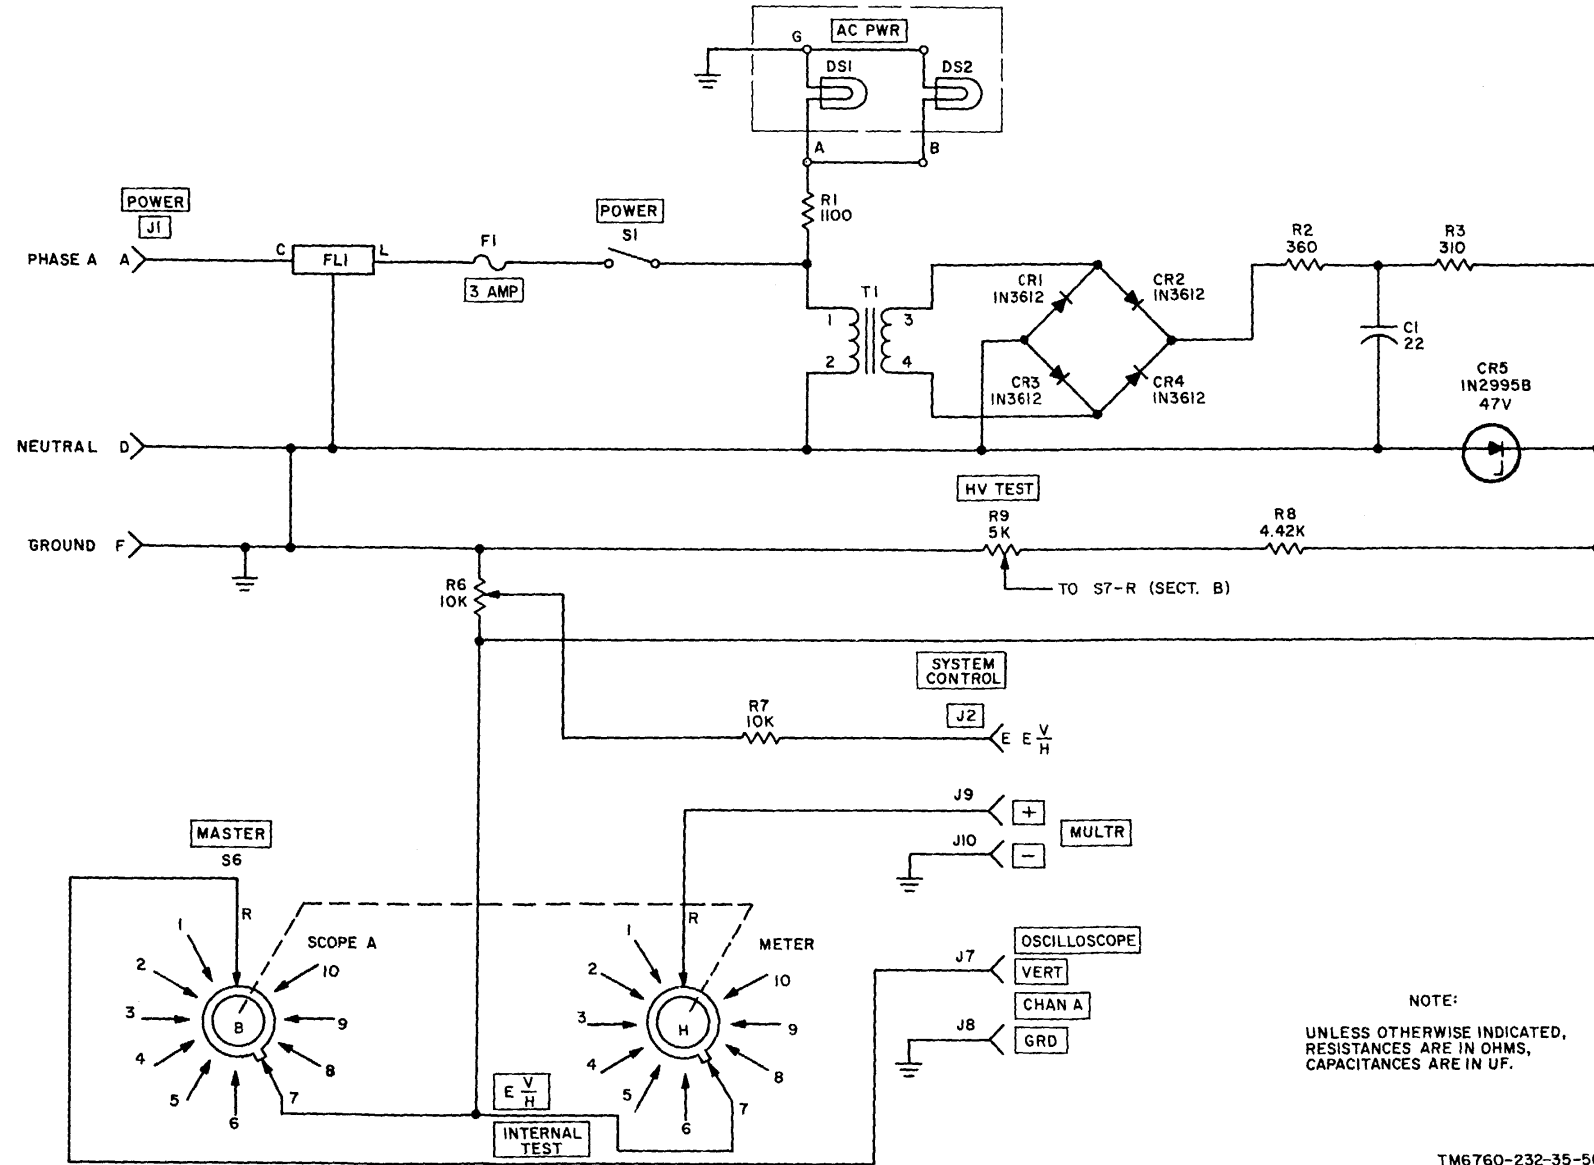 AC PWR
G
DS1
DS2
A
B
R1
1100
POWER
J1
POWER
S1
PHASE A A
C
FL1
L
F1
3 AMP
R2
360
R3
310
T1
1
2
3
4
CR1
1N3612
CR2
1N3612
CR3
1N3612
CR4
1N3612
C1
22
CR5
1N2995B
47V
NEUTRAL D
HV TEST
R9
5K
R8
4.42K
GROUND F
R6
10K
TO S7-R (SECT. B)
SYSTEM
CONTROL
R7
10K
J2
E E V/H
J9
+
MULTR
J10
−
MASTER
S6
R
SCOPE A
1
2
3
4
5
6
7
8
9
10
B
R
METER
1
2
3
4
5
6
7
8
9
10
H
E V/H
INTERNAL
TEST
OSCILLOSCOPE
J7
VERT
CHAN A
J8
GRD
NOTE:
UNLESS OTHERWISE INDICATED,
RESISTANCES ARE IN OHMS,
CAPACITANCES ARE IN UF.